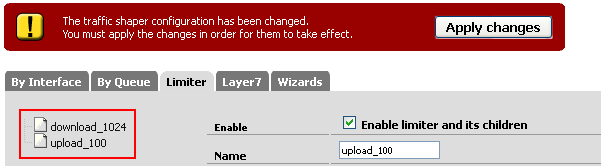 The traffic shaper configuration has been changed.
You must apply the changes in order for them to take effect.
Apply changes
By Interface By Queue Limiter Layer7 Wizards
download_1024
upload_100
Enable Enable limiter and its children
Name upload_100